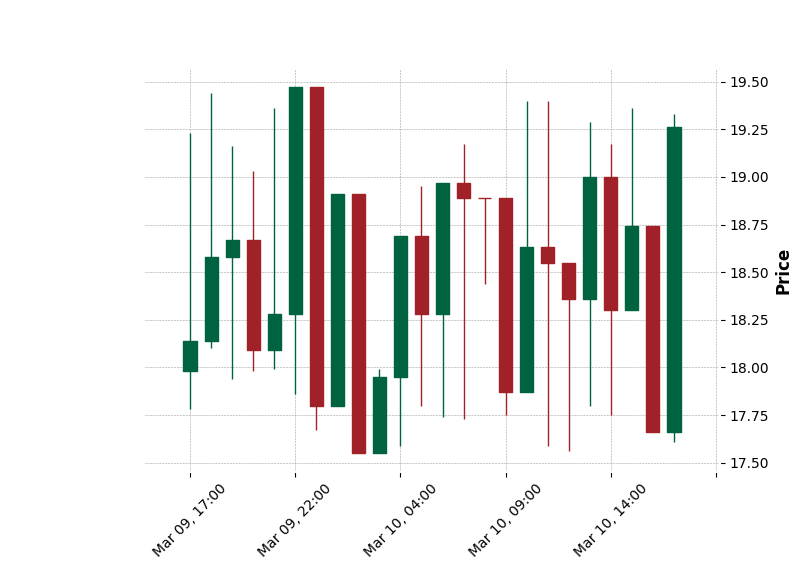 19.50
19.25
19.00
18.75
18.50
18.25
18.00
17.75
17.50
Price
Mar 09, 17:00
Mar 09, 22:00
Mar 10, 04:00
Mar 10, 09:00
Mar 10, 14:00